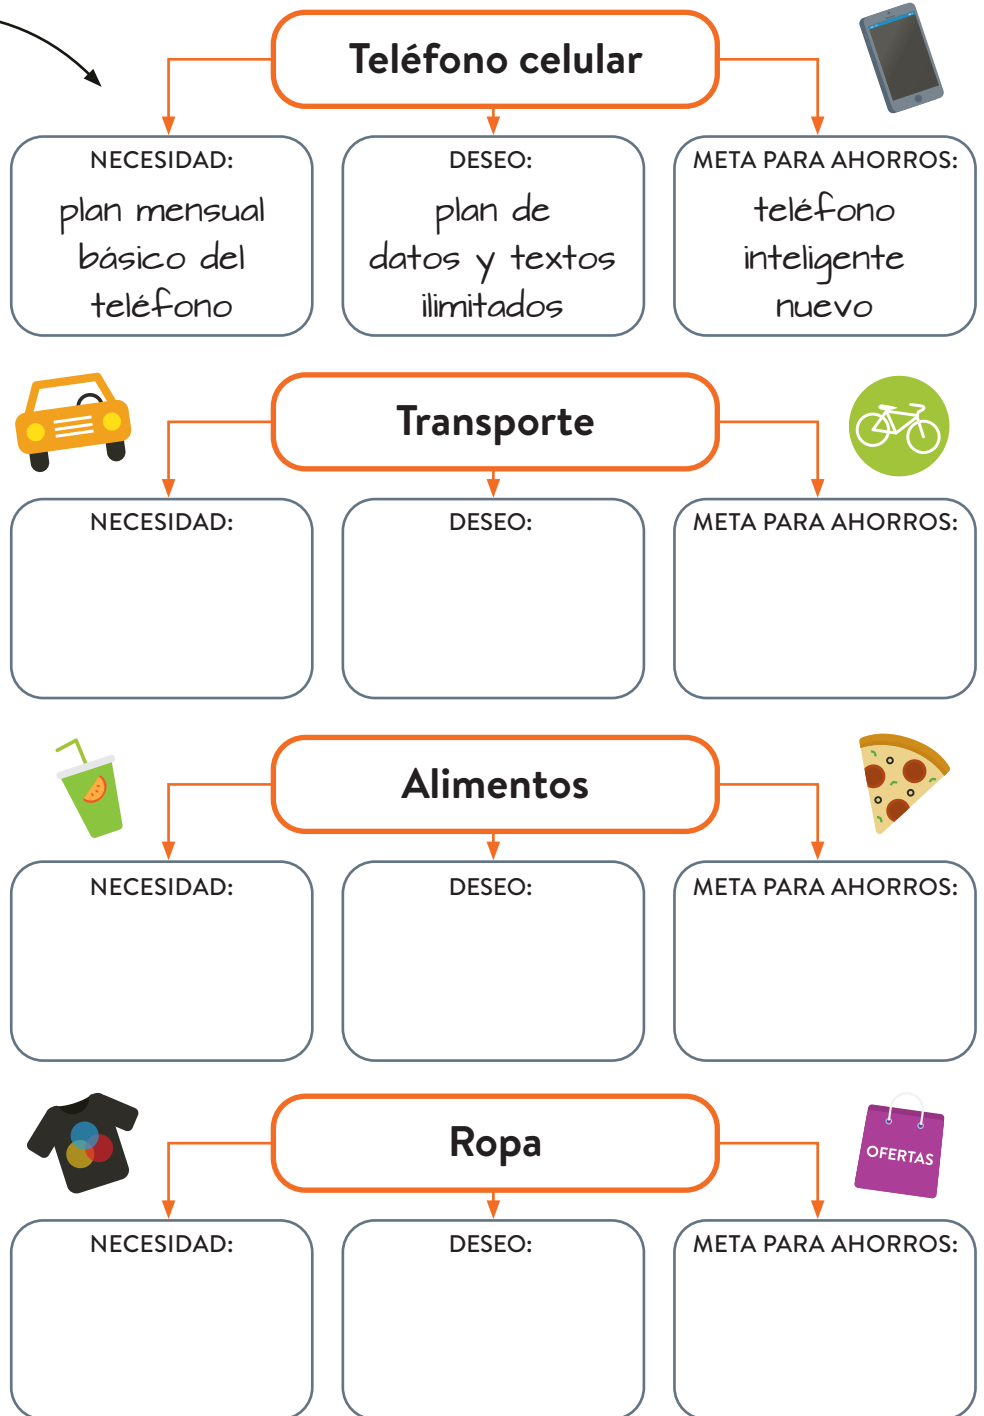 Teléfono celular
NECESIDAD:
plan mensual
básico del
teléfono
DESEO:
plan de
datos y textos
ilimitados
META PARA AHORROS:
teléfono
inteligente
nuevo
Transporte
NECESIDAD:
DESEO:
META PARA AHORROS:
Alimentos
NECESIDAD:
DESEO:
META PARA AHORROS:
Ropa
OFERTAS
NECESIDAD:
DESEO:
META PARA AHORROS: